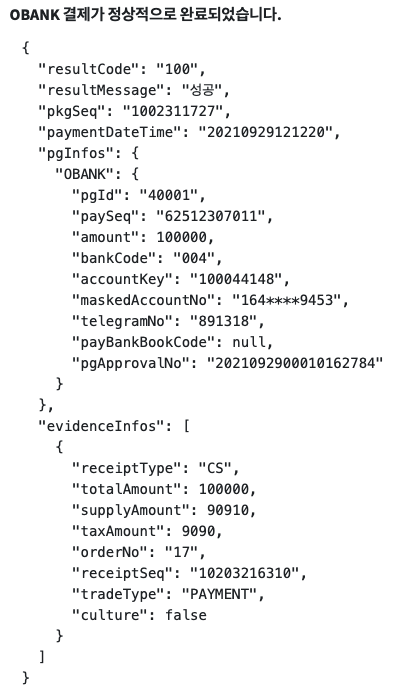 OBANK 결제가 정상적으로 완료되었습니다.
{
"resultCode": "100",
"resultMessage": "성공",
"pkgSeq": "1002311727",
"paymentDateTime": "20210929121220",
"pgInfos": {
"OBANK": {
"pgId": "40001",
"paySeq": "62512307011",
"amount": 100000,
"bankCode": "004",
"accountKey": "100044148",
"maskedAccountNo": "164****9453",
"telegramNo": "891318",
"payBankBookCode": null,
"pgApprovalNo": "2021092900010162784"
}
},
"evidenceInfos": [
{
"receiptType": "CS",
"totalAmount": 100000,
"supplyAmount": 90910,
"taxAmount": 9090,
"orderNo": "17",
"receiptSeq": "10203216310",
"tradeType": "PAYMENT",
"culture": false
}
]
}